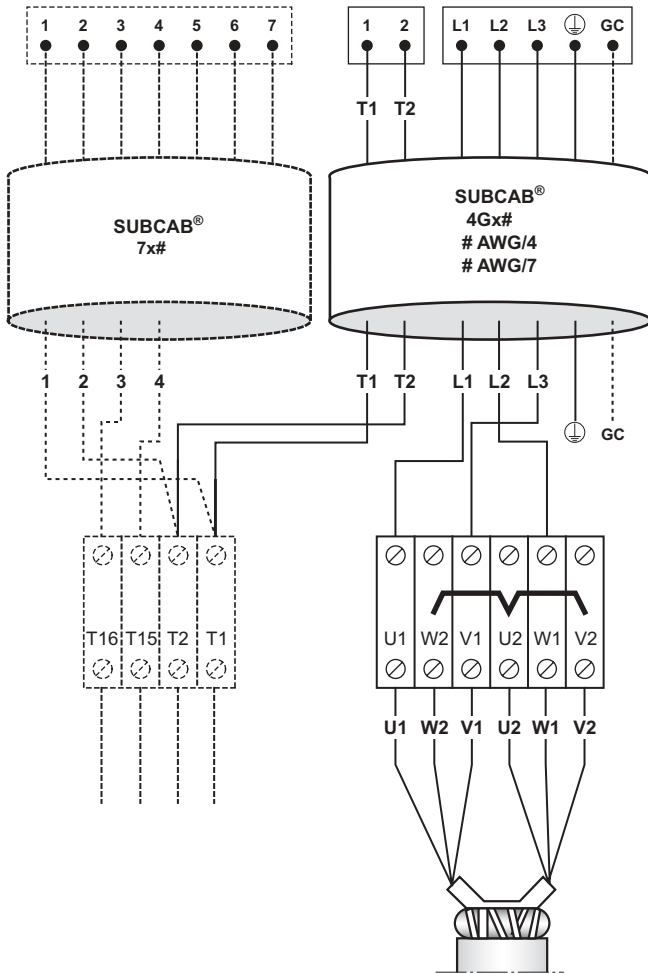 1 2 3 4 5 6 7 1 2 L1 L2 L3 GC
T1 T2
SUBCAB®
7x#
SUBCAB®
4Gx#
# AWG/4
# AWG/7
1 2 3 4 T1 T2 L1 L2 L3
GC
T16 T15 T2 T1 U1 W2 V1 U2 W1 V2
U1 W2 V1 U2 W1 V2